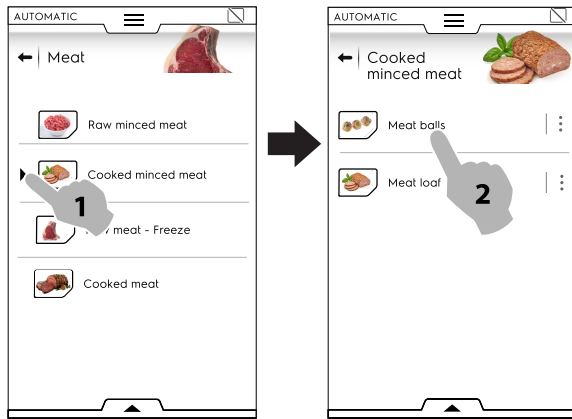 AUTOMATIC
Meat
Raw minced meat
Cooked minced meat
meat - Freeze
Cooked meat
1
AUTOMATIC
Cooked
minced meat
Meat balls
Meat loaf
2